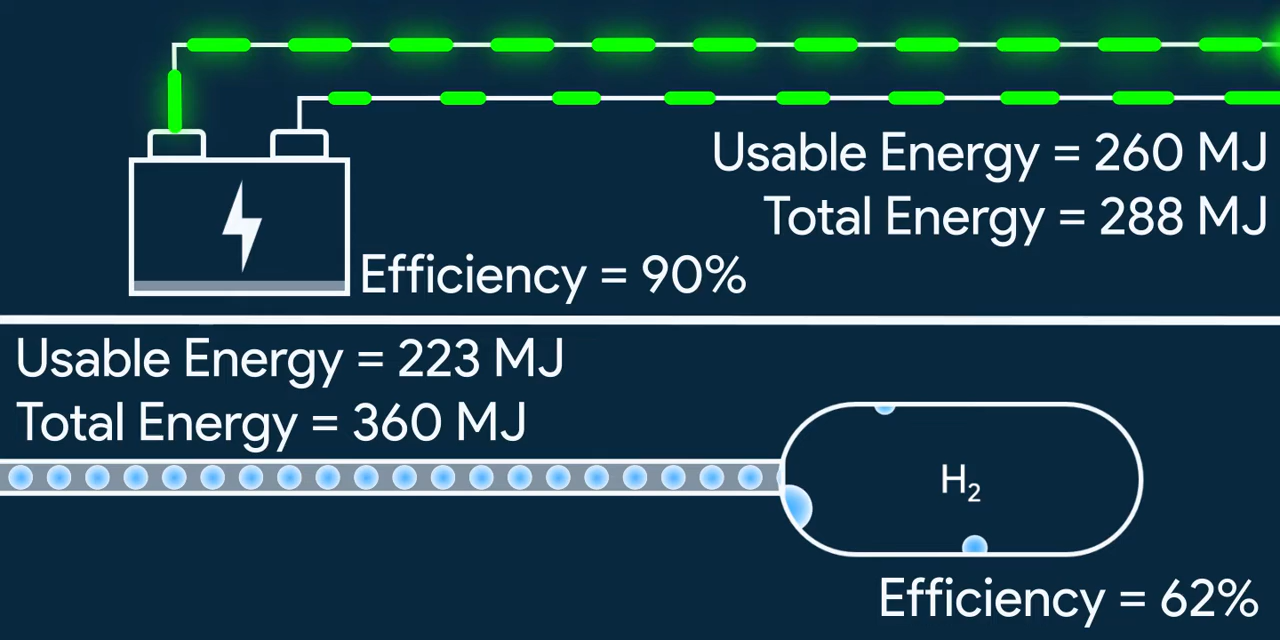 Usable Energy = 260 MJ
Total Energy = 288 MJ
Efficiency = 90%
Usable Energy = 223 MJ
Total Energy = 360 MJ
H₂
Efficiency = 62%